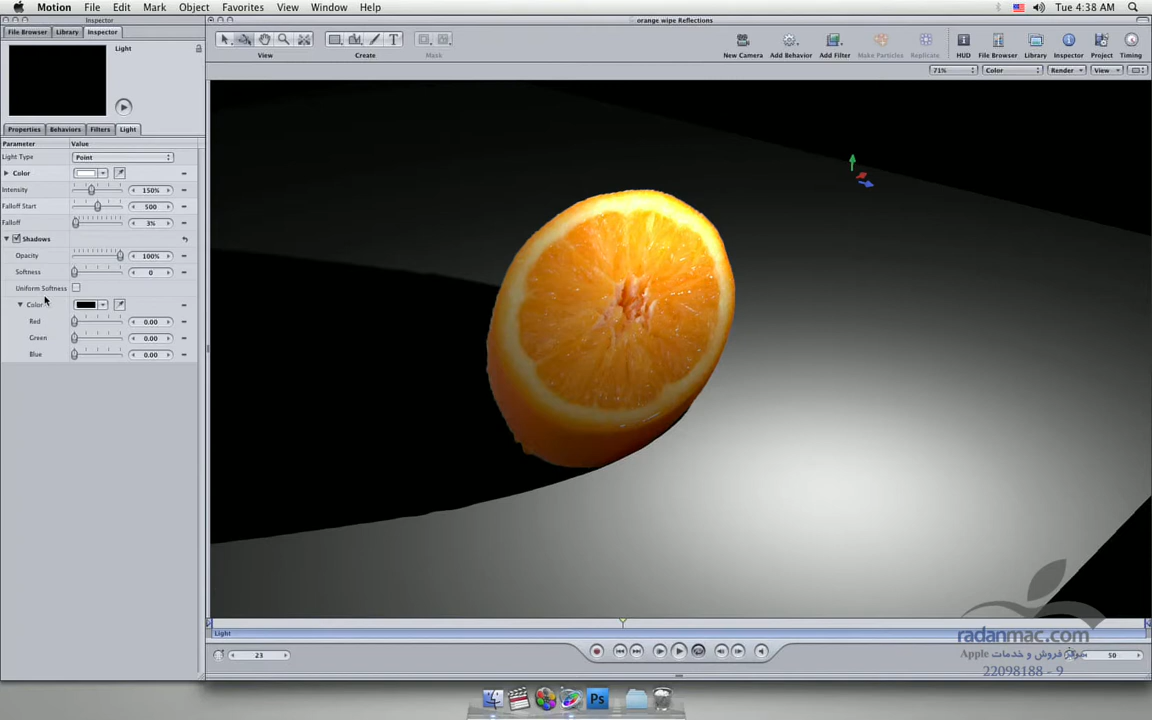 Motion File Edit Mark Object Favorites View Window Help Tue 4:38 AM
Inspector orange wipe Reflections
File Browser Library Inspector
Light
View Create Mask New Camera Add Behavior Add Filter Make Particles Replicate HUD File Browser Library Inspector Project Timing
71% Color Render View
Properties Behaviors Filters Light
Parameter Value
Light Type Point
Color
Intensity 150%
Falloff Start 500
Falloff 3%
Shadows
Opacity 100%
Softness 0
Uniform Softness
Color
Red 0.00
Green 0.00
Blue 0.00
Light
23 50
radanmac.com
مرکز فروش و خدمات Apple
22098188 - 9
Ps